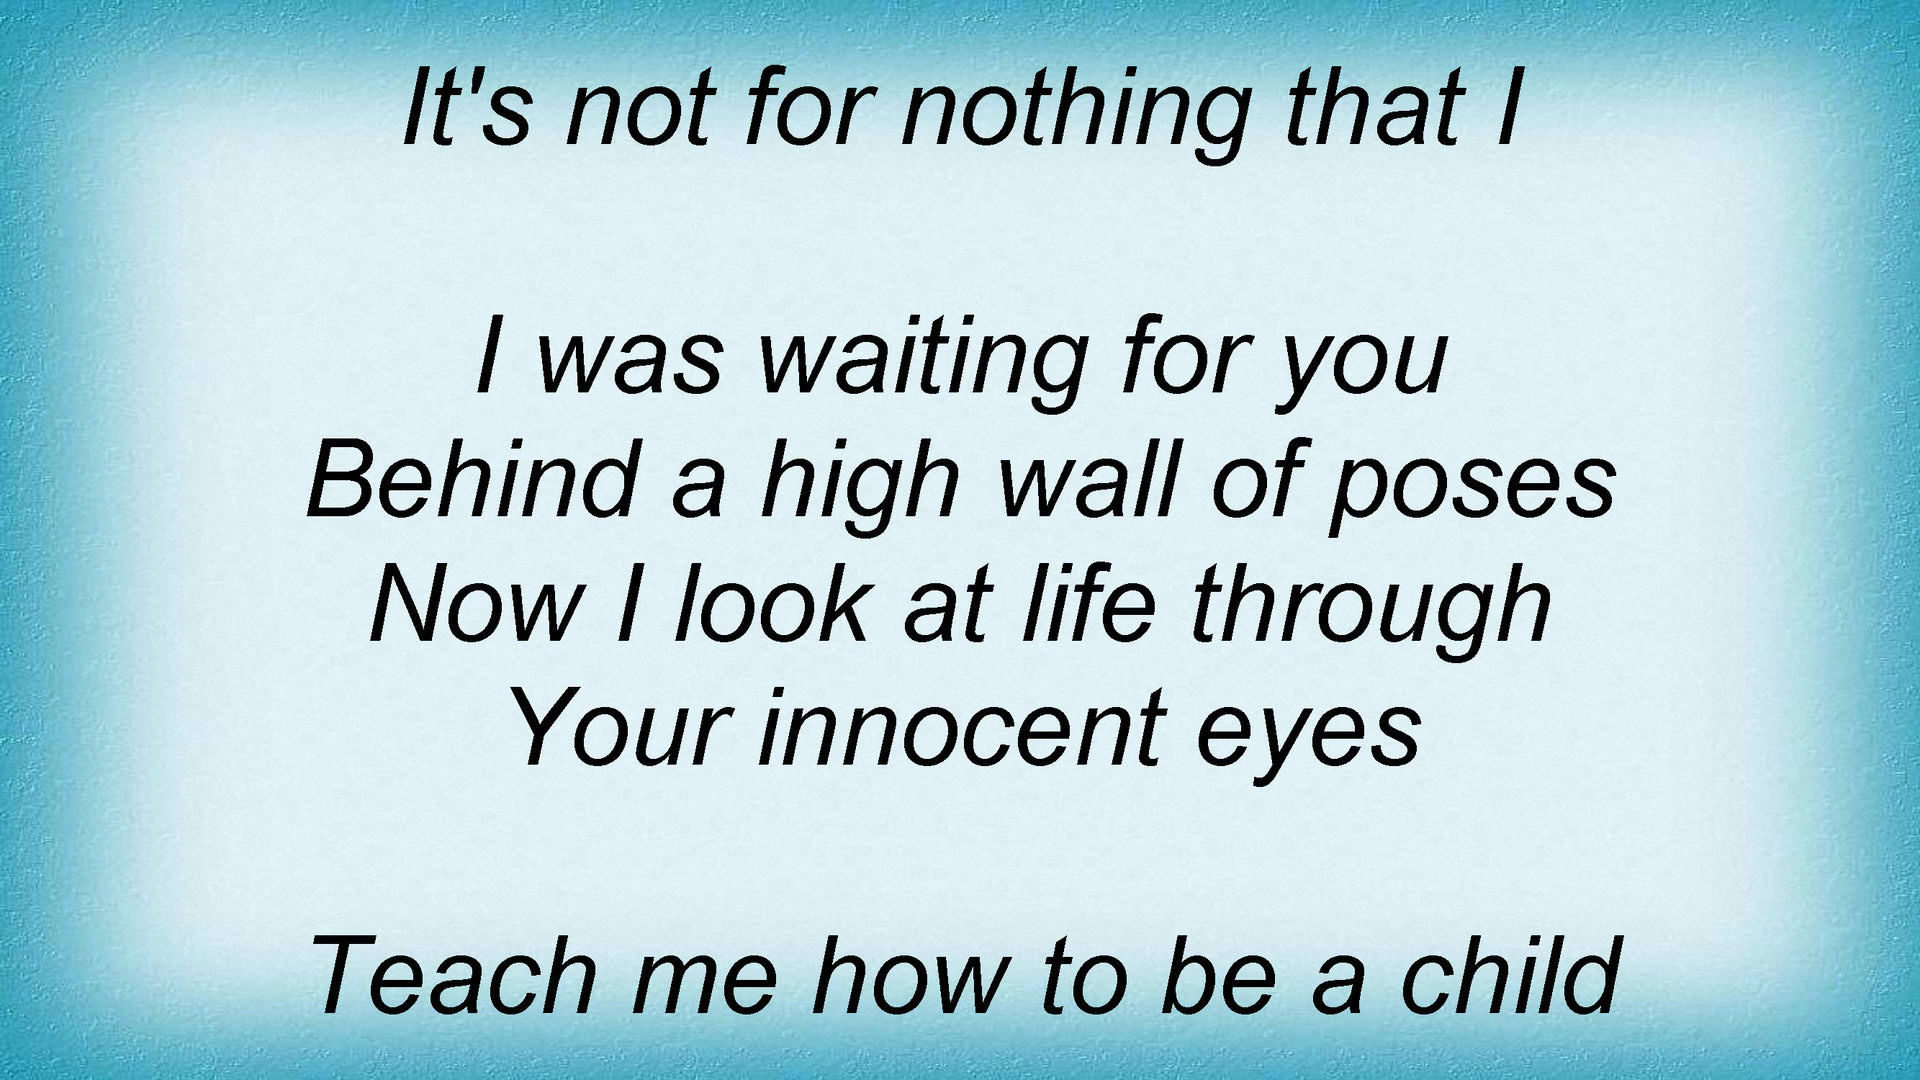 It's not for nothing that I
I was waiting for you
Behind a high wall of poses
Now I look at life through
Your innocent eyes
Teach me how to be a child